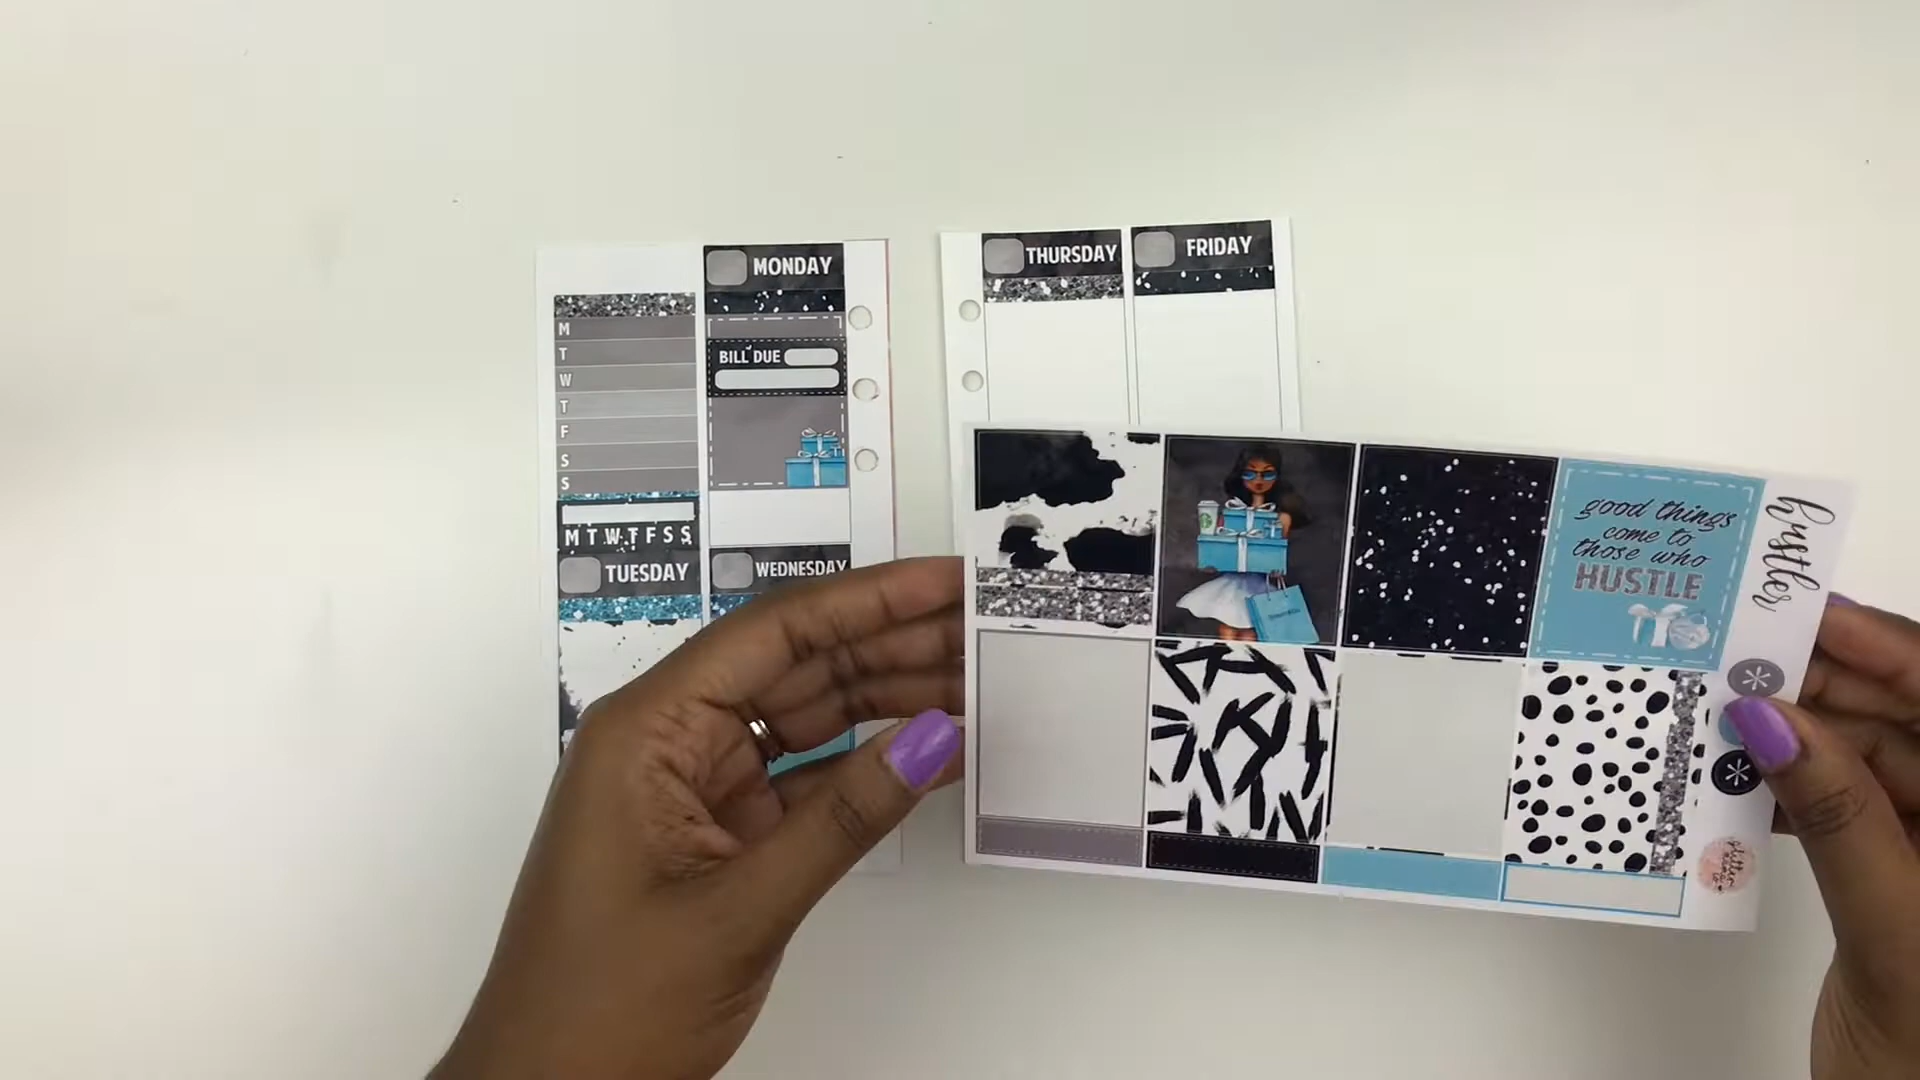 MONDAY
M
T
W
T
F
S
S
BILL DUE
M T W T F S S
TUESDAY
WEDNESDAY
THURSDAY
FRIDAY
good things
come to
those who
HUSTLE
hustler